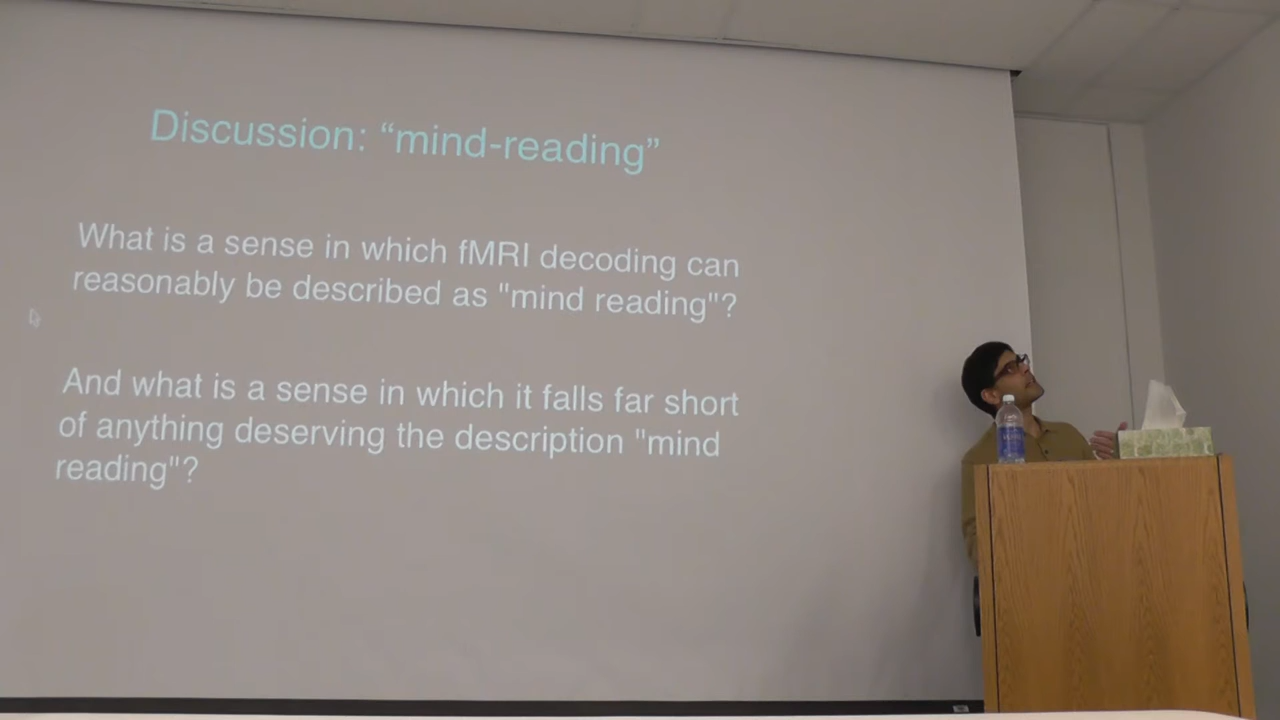 Discussion: “mind-reading”
What is a sense in which fMRI decoding can
reasonably be described as "mind reading"?
And what is a sense in which it falls far short
of anything deserving the description "mind
reading"?